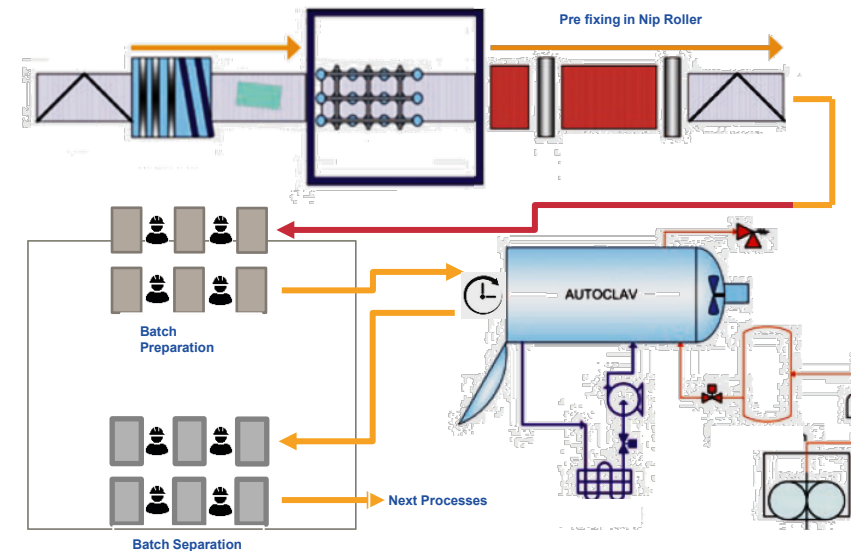 Pre fixing in Nip Roller
AUTOCLAV
Batch
Preparation
Next Processes
Batch Separation